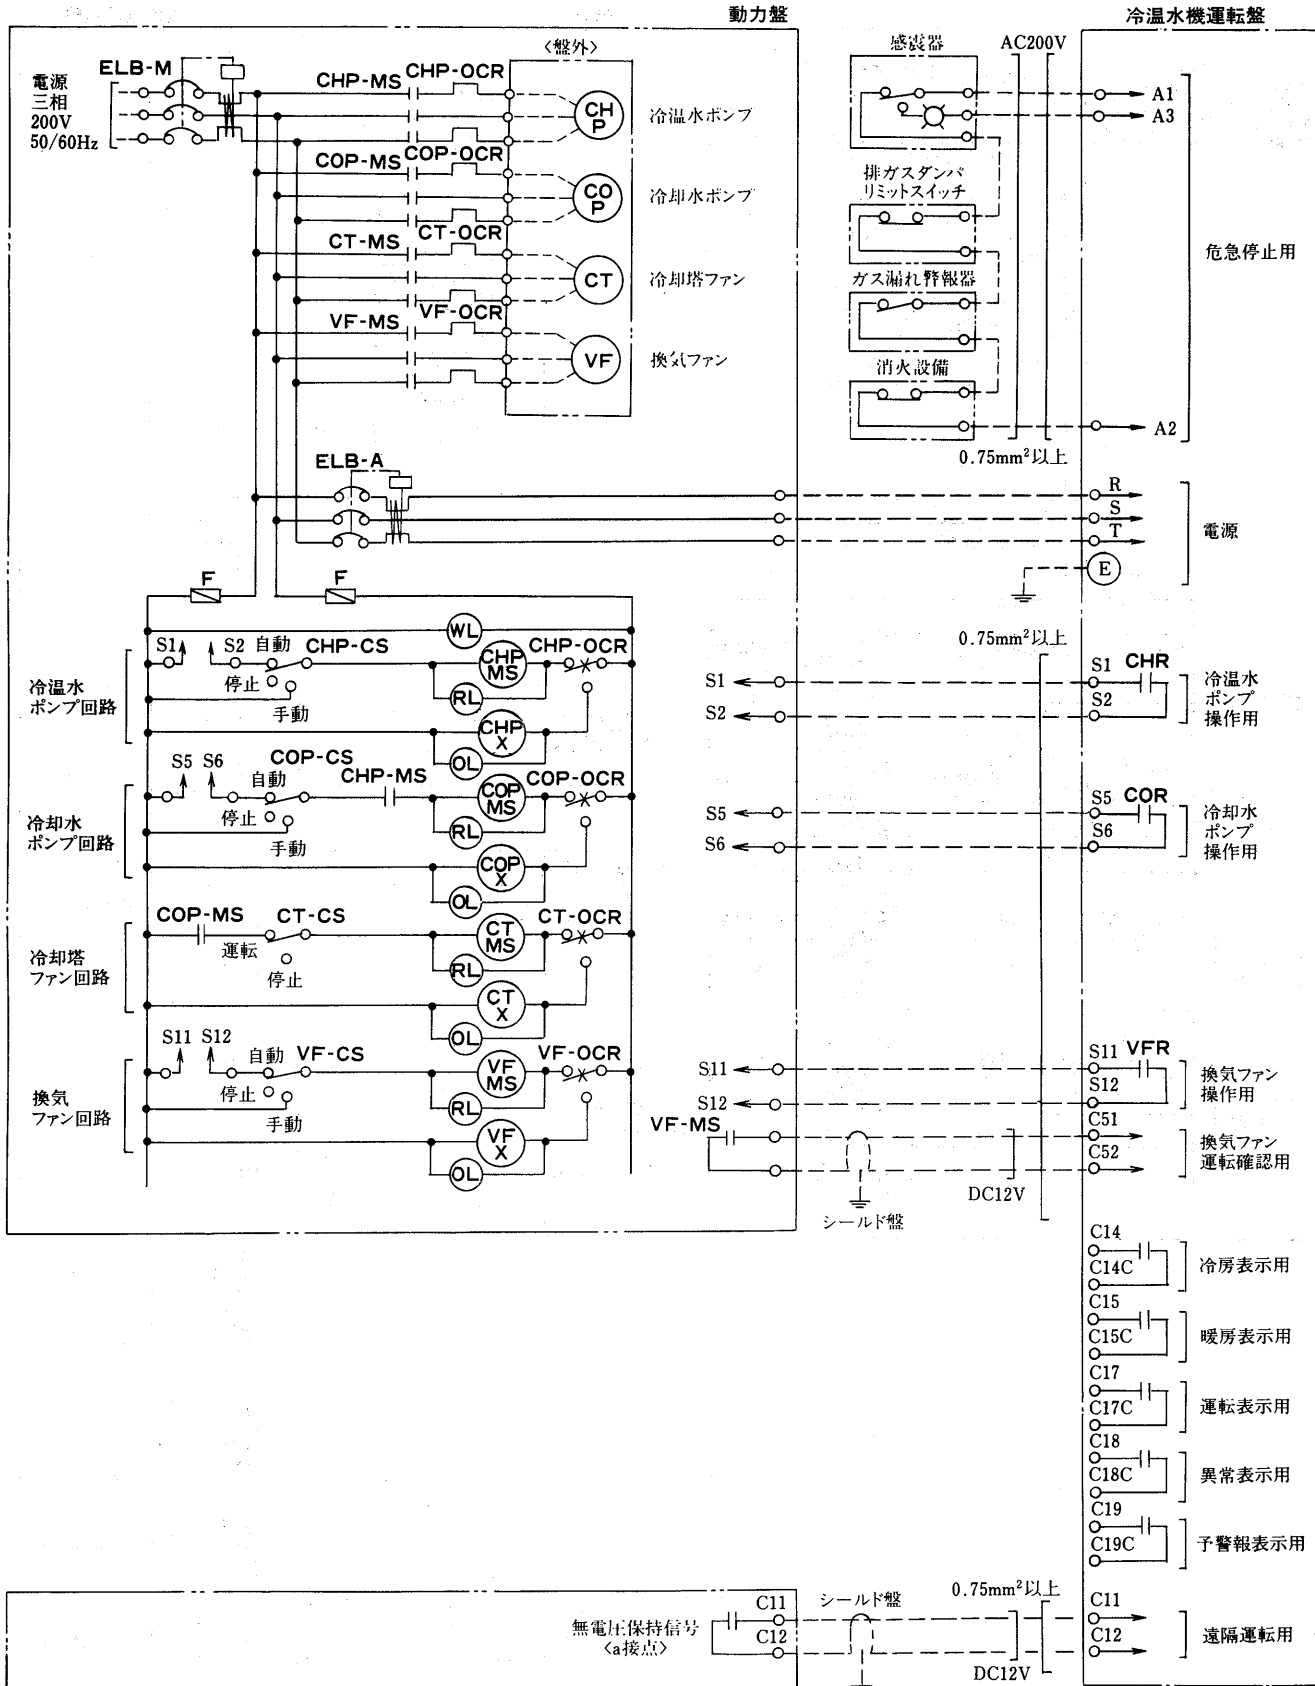 動力盤
冷温水機運転盤
電源
三相
200V
50/60Hz
ELB-M
CHP-MS
CHP-OCR
〈盤外〉
CH
P
冷温水ポンプ
COP-MS
COP-OCR
CO
P
冷却水ポンプ
CT-MS
CT-OCR
CT
冷却塔ファン
VF-MS
VF-OCR
VF
換気ファン
感震器
AC200V
A1
A3
排ガスダンパ
リミットスイッチ
ガス漏れ警報器
消火設備
A2
危急停止用
0.75mm²以上
ELB-A
R
S
T
E
電源
F
F
WL
冷温水
ポンプ回路
S1
S2
自動
停止
手動
CHP-CS
CHP
MS
RL
CHP-OCR
CHP
X
OL
冷却水
ポンプ回路
S5
S6
自動
停止
手動
COP-CS
CHP-MS
COP
MS
RL
COP-OCR
COP
X
OL
冷却塔
ファン回路
COP-MS
CT-CS
運転
停止
CT
MS
RL
CT-OCR
CT
X
OL
換気
ファン回路
S11
S12
自動
停止
手動
VF-CS
VF
MS
RL
VF-OCR
VF
X
OL
0.75mm²以上
S1
S2
S1
CHR
S2
冷温水
ポンプ
操作用
S5
S6
S5
COR
S6
冷却水
ポンプ
操作用
S11
S12
S11
VFR
S12
換気ファン
操作用
VF-MS
C51
C52
換気ファン
運転確認用
DC12V
シールド盤
C14
C14C
冷房表示用
C15
C15C
暖房表示用
C17
C17C
運転表示用
C18
C18C
異常表示用
C19
C19C
予警報表示用
無電圧保持信号
〈a接点〉
C11
C12
シールド盤
0.75mm²以上
DC12V
C11
C12
遠隔運転用